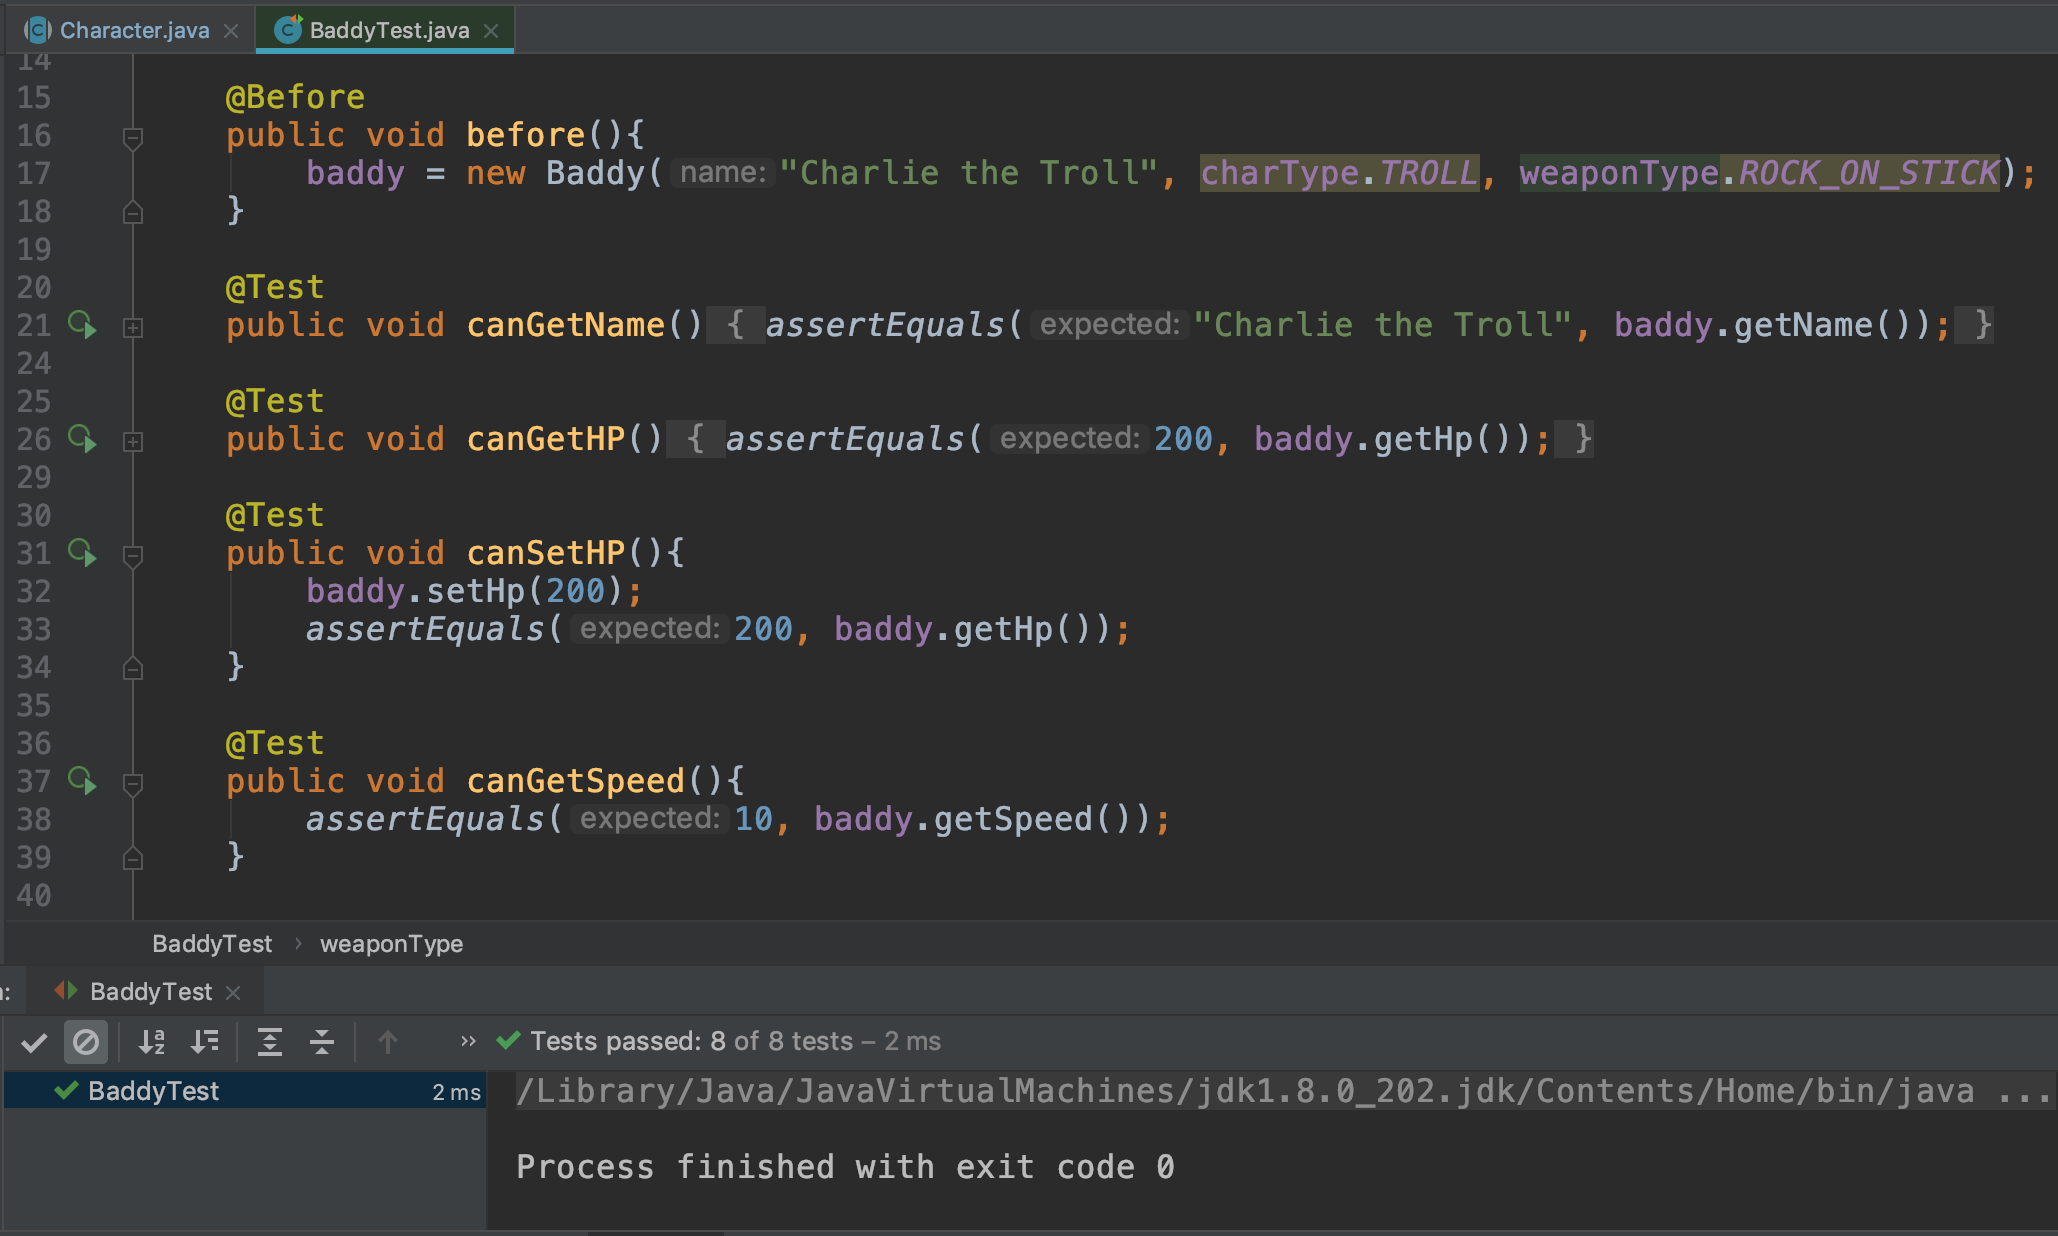 Character.java BaddyTest.java
14
15 @Before
16 public void before(){
17 baddy = new Baddy( name: "Charlie the Troll", charType.TROLL, weaponType.ROCK_ON_STICK);
18 }
19
20 @Test
21 public void canGetName() { assertEquals( expected: "Charlie the Troll", baddy.getName()); }
24
25 @Test
26 public void canGetHP() { assertEquals( expected: 200, baddy.getHp()); }
29
30 @Test
31 public void canSetHP(){
32 baddy.setHp(200);
33 assertEquals( expected: 200, baddy.getHp());
34 }
35
36 @Test
37 public void canGetSpeed(){
38 assertEquals( expected: 10, baddy.getSpeed());
39 }
40
BaddyTest › weaponType
BaddyTest
» Tests passed: 8 of 8 tests – 2 ms
BaddyTest 2 ms
/Library/Java/JavaVirtualMachines/jdk1.8.0_202.jdk/Contents/Home/bin/java ...
Process finished with exit code 0